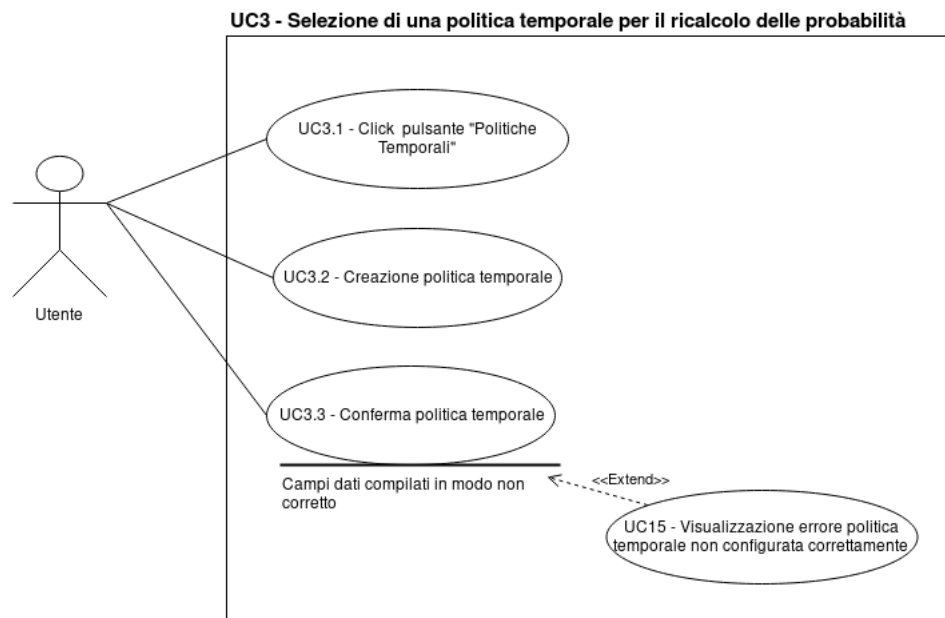 UC3 - Selezione di una politica temporale per il ricalcolo delle probabilità
UC3.1 - Click pulsante "Politiche
Temporali"
UC3.2 - Creazione politica temporale
Utente
UC3.3 - Conferma politica temporale
Campi dati compilati in modo non
corretto
<<Extend>>
UC15 - Visualizzazione errore politica
temporale non configurata correttamente